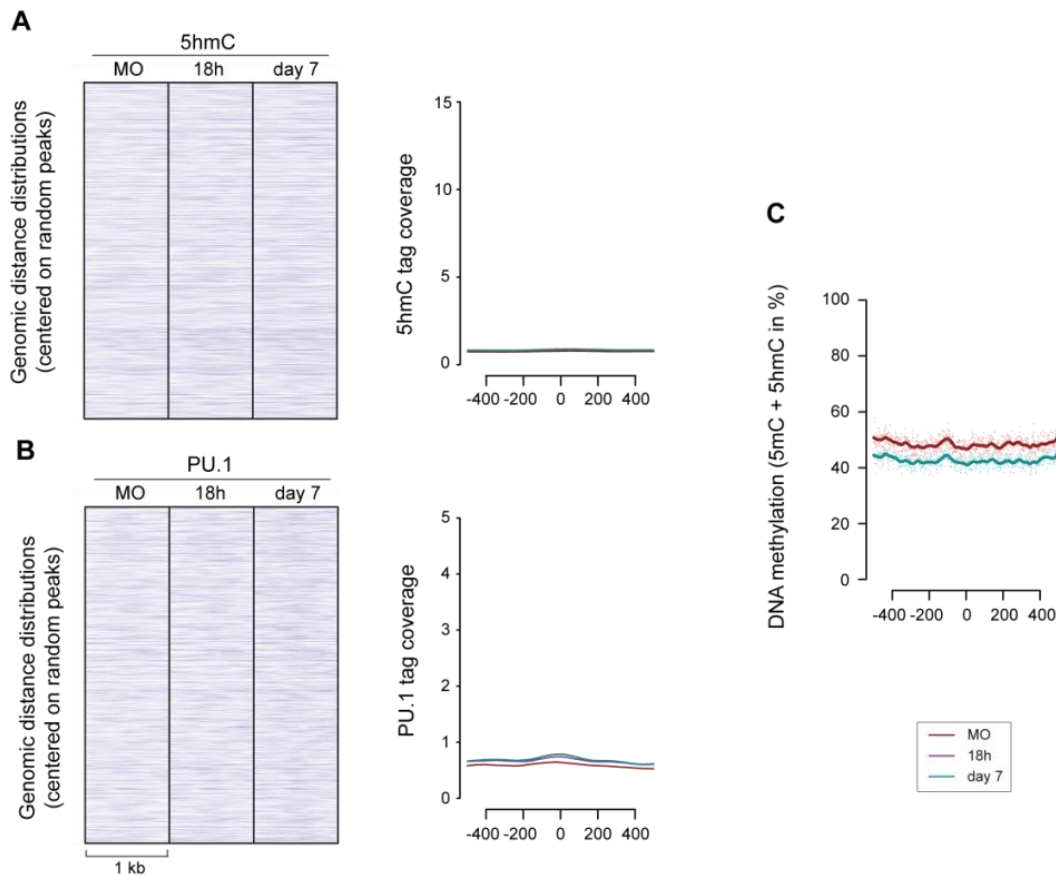 A
5hmC
MO 18h day 7
Genomic distance distributions
(centered on random peaks)
5hmC tag coverage
15
10
5
0
-400 -200 0 200 400
B
PU.1
MO 18h day 7
Genomic distance distributions
(centered on random peaks)
1 kb
PU.1 tag coverage
5
4
3
2
1
0
-400 -200 0 200 400
C
DNA methylation (5mC + 5hmC in %)
100
80
60
40
20
0
-400 -200 0 200 400
MO
18h
day 7